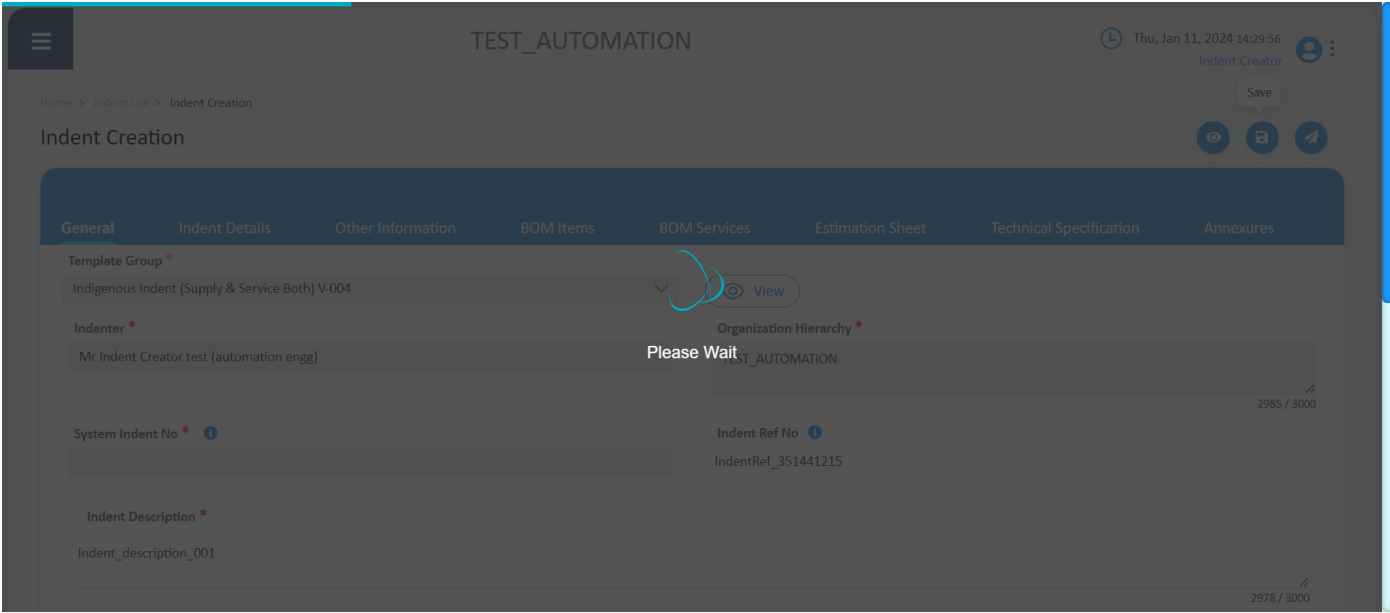 TEST_AUTOMATION
Thu, Jan 11, 2024 14:29:56
Indent Creator
Save
Home > Indent List > Indent Creation
Indent Creation
General Indent Details Other Information BOM Items BOM Services Estimation Sheet Technical Specification Annexures
Template Group *
Indigenous Indent (Supply & Service Both) V-004
View
Indenter *
Organization Hierarchy *
Mr Indent Creator test (automation engg)
Please Wait
TEST_AUTOMATION
2985 / 3000
System Indent No *
Indent Ref No
IndentRef_351441215
Indent Description *
Indent_description_001
2978 / 3000